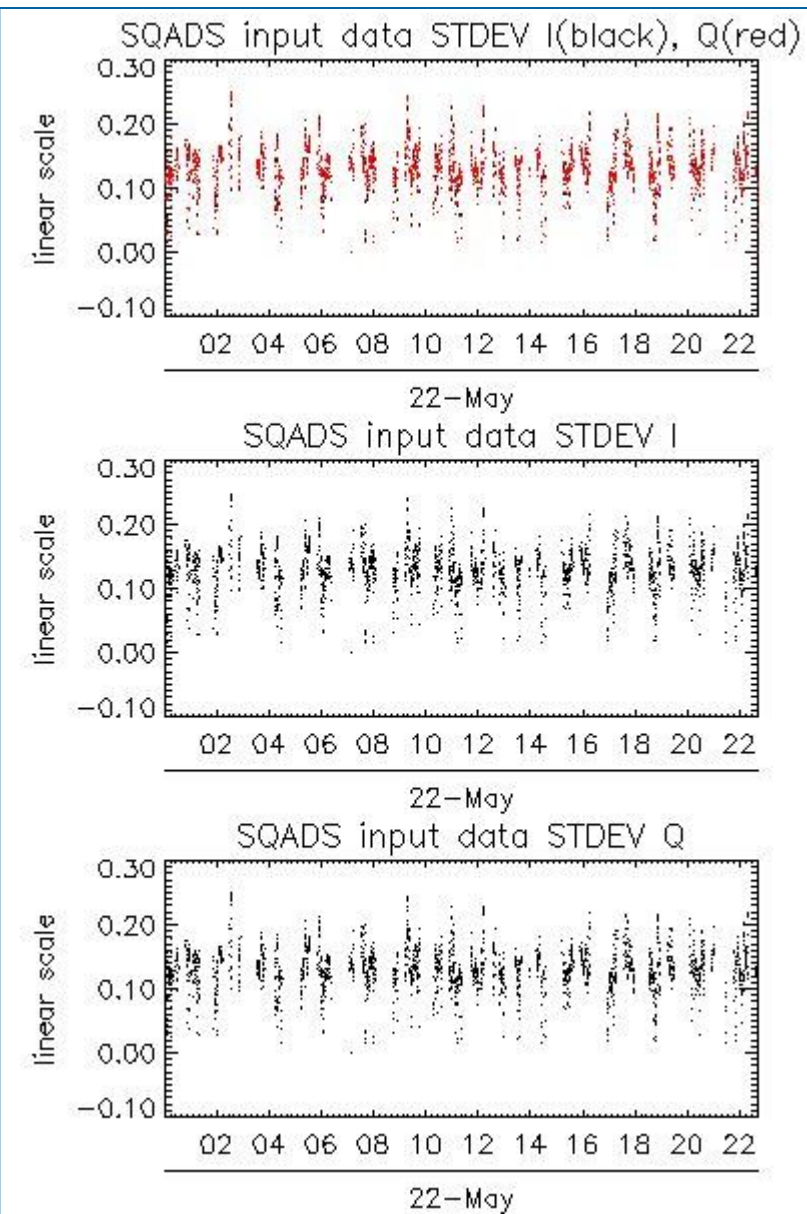 SQADS input data STDEV I(black), Q(red)
0.30
0.20
0.10
0.00
−0.10
linear scale
02 04 06 08 10 12 14 16 18 20 22
22−May
SQADS input data STDEV I
0.30
0.20
0.10
0.00
−0.10
linear scale
02 04 06 08 10 12 14 16 18 20 22
22−May
SQADS input data STDEV Q
0.30
0.20
0.10
0.00
−0.10
linear scale
02 04 06 08 10 12 14 16 18 20 22
22−May